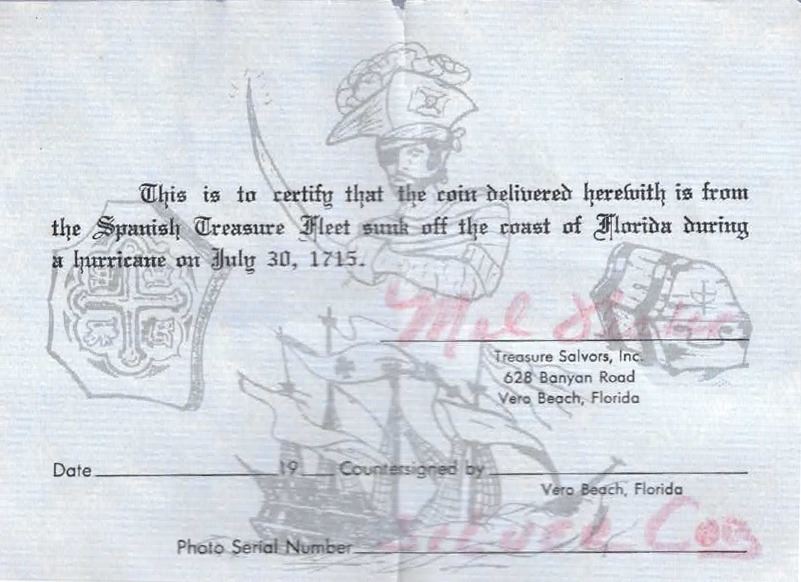 This is to certify that the coin delivered herewith is from
the Spanish Treasure Fleet sunk off the coast of Florida during
a hurricane on July 30, 1715.
Mel
Treasure Salvors, Inc.
628 Banyan Road
Vero Beach, Florida
Date 19 Countersigned by
Vero Beach, Florida
Photo Serial Number